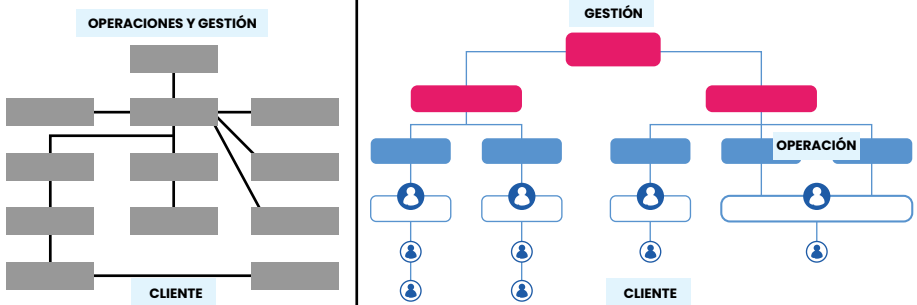 OPERACIONES Y GESTIÓN
CLIENTE
GESTIÓN
OPERACIÓN
CLIENTE